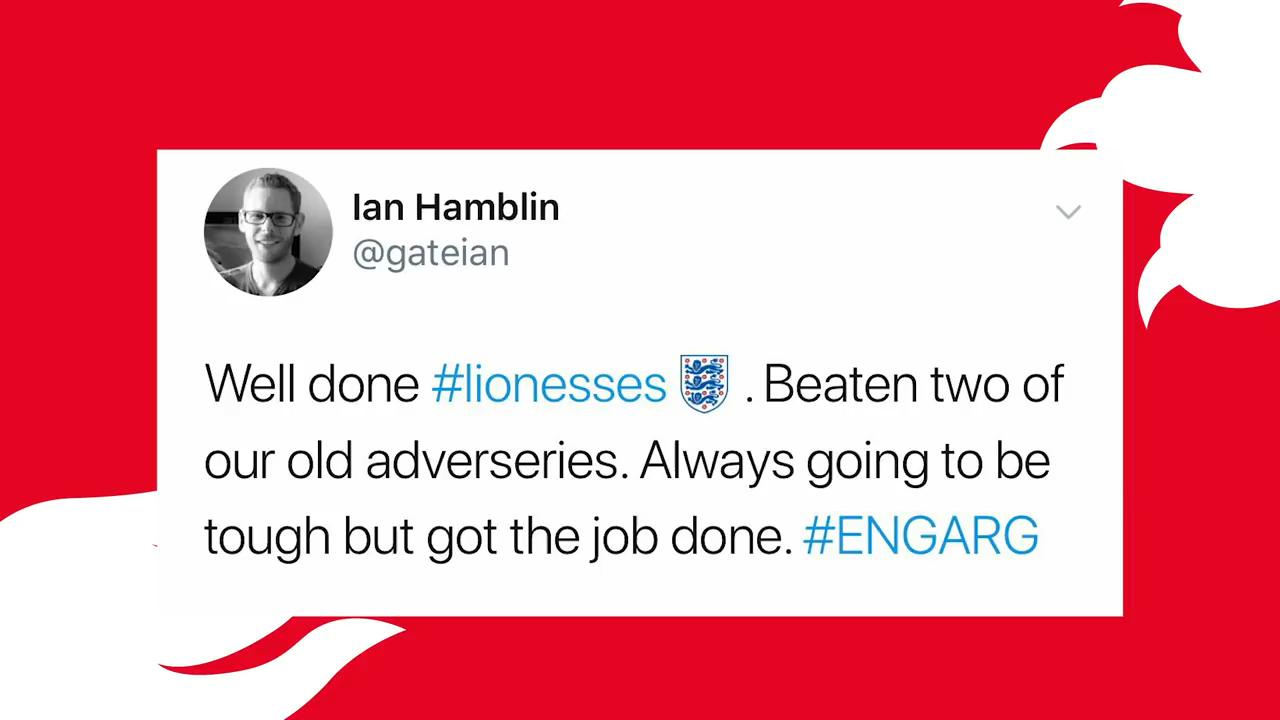 Ian Hamblin
@gateian
Well done #lionesses . Beaten two of
our old adverseries. Always going to be
tough but got the job done. #ENGARG